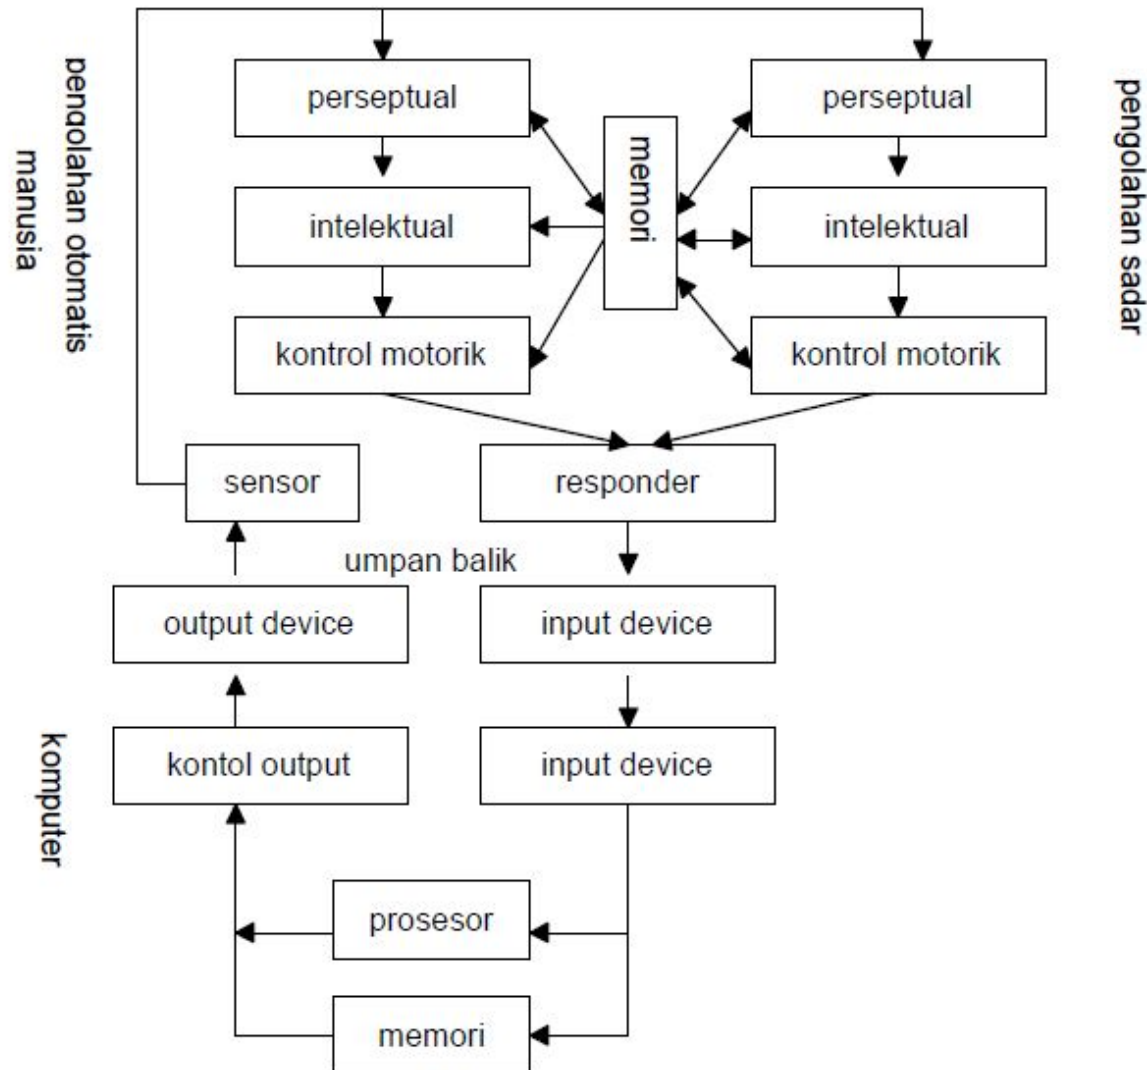 perseptual
perseptual
pengolahan otomatis
manusia
memori
pengolahan sadar
intelektual
intelektual
kontrol motorik
kontrol motorik
sensor
responder
umpan balik
output device
input device
komputer
kontol output
input device
prosesor
memori